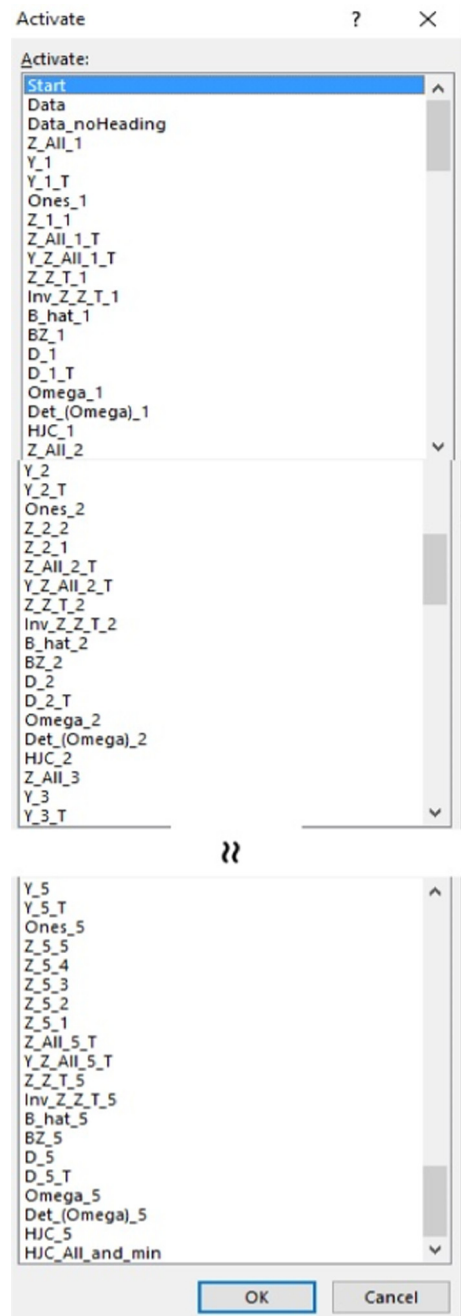 Activate ? ×
Activate:
Start
Data
Data_noHeading
Z_All_1
Y_1
Y_1_T
Ones_1
Z_1_1
Z_All_1_T
Y_Z_All_1_T
Z_Z_T_1
Inv_Z_Z_T_1
B_hat_1
BZ_1
D_1
D_1_T
Omega_1
Det_(Omega)_1
HJC_1
Z_All_2
Y_2
Y_2_T
Ones_2
Z_2_2
Z_2_1
Z_All_2_T
Y_Z_All_2_T
Z_Z_T_2
Inv_Z_Z_T_2
B_hat_2
BZ_2
D_2
D_2_T
Omega_2
Det_(Omega)_2
HJC_2
Z_All_3
Y_3
Y_3_T
Y_5
Y_5_T
Ones_5
Z_5_5
Z_5_4
Z_5_3
Z_5_2
Z_5_1
Z_All_5_T
Y_Z_All_5_T
Z_Z_T_5
Inv_Z_Z_T_5
B_hat_5
BZ_5
D_5
D_5_T
Omega_5
Det_(Omega)_5
HJC_5
HJC_All_and_min
OK Cancel